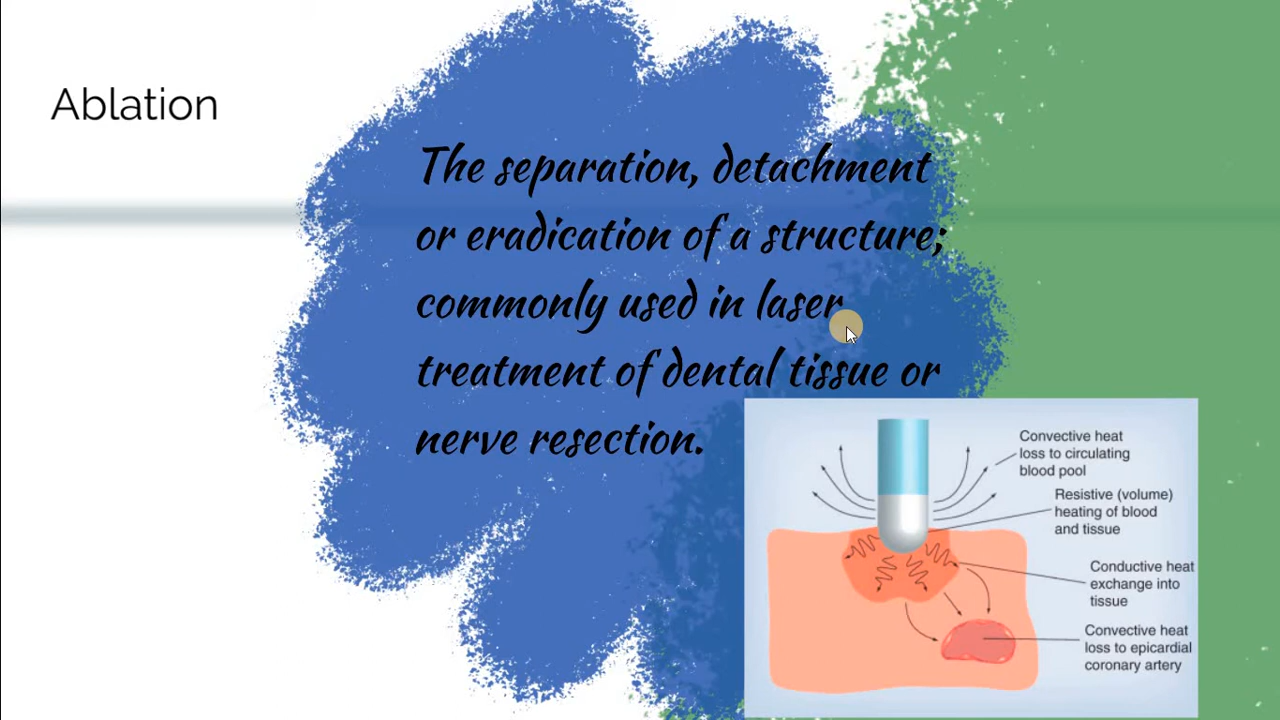 Ablation
The separation, detachment
or eradication of a structure;
commonly used in laser
treatment of dental tissue or
nerve resection.
Convective heat
loss to circulating
blood pool
Resistive (volume)
heating of blood
and tissue
Conductive heat
exchange into
tissue
Convective heat
loss to epicardial
coronary artery